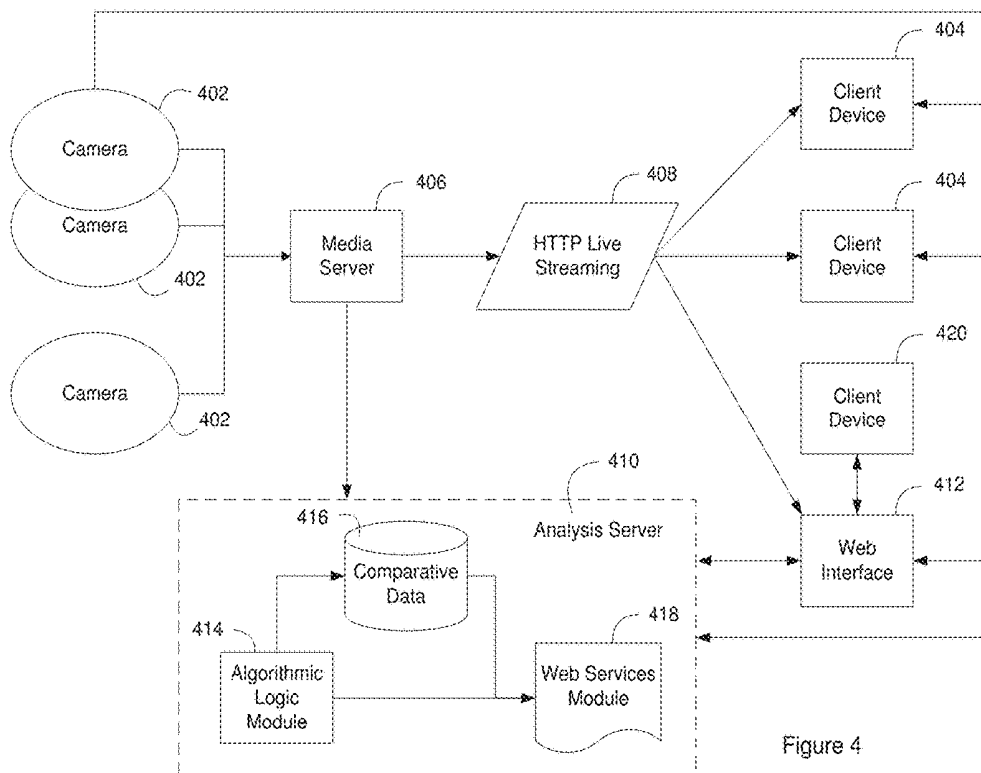 404
402
Client
Device
Camera
406
408
404
Camera
Media
Server
HTTP Live
Streaming
Client
Device
402
420
Camera
Client
Device
402
410
412
416
Analysis Server
Web
Interface
Comparative
Data
414
418
Algorithmic
Logic
Module
Web Services
Module
Figure 4